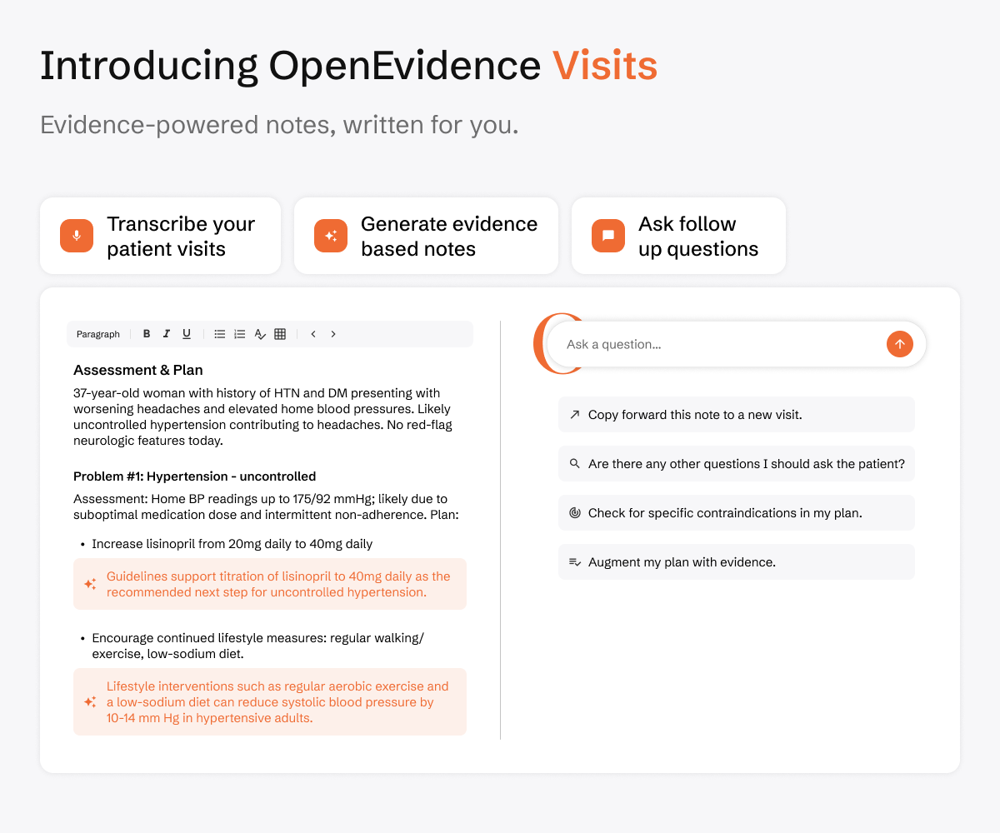 Introducing OpenEvidence Visits
Evidence-powered notes, written for you.
Transcribe your
patient visits
Generate evidence
based notes
Ask follow
up questions
Paragraph
B I U
Assessment & Plan
37-year-old woman with history of HTN and DM presenting with
worsening headaches and elevated home blood pressures. Likely
uncontrolled hypertension contributing to headaches. No red-flag
neurologic features today.
Problem #1: Hypertension - uncontrolled
Assessment: Home BP readings up to 175/92 mmHg; likely due to
suboptimal medication dose and intermittent non-adherence. Plan:
• Increase lisinopril from 20mg daily to 40mg daily
Guidelines support titration of lisinopril to 40mg daily as the
recommended next step for uncontrolled hypertension.
• Encourage continued lifestyle measures: regular walking/
exercise, low-sodium diet.
Lifestyle interventions such as regular aerobic exercise and
a low-sodium diet can reduce systolic blood pressure by
10-14 mm Hg in hypertensive adults.
Ask a question...
Copy forward this note to a new visit.
Are there any other questions I should ask the patient?
Check for specific contraindications in my plan.
Augment my plan with evidence.